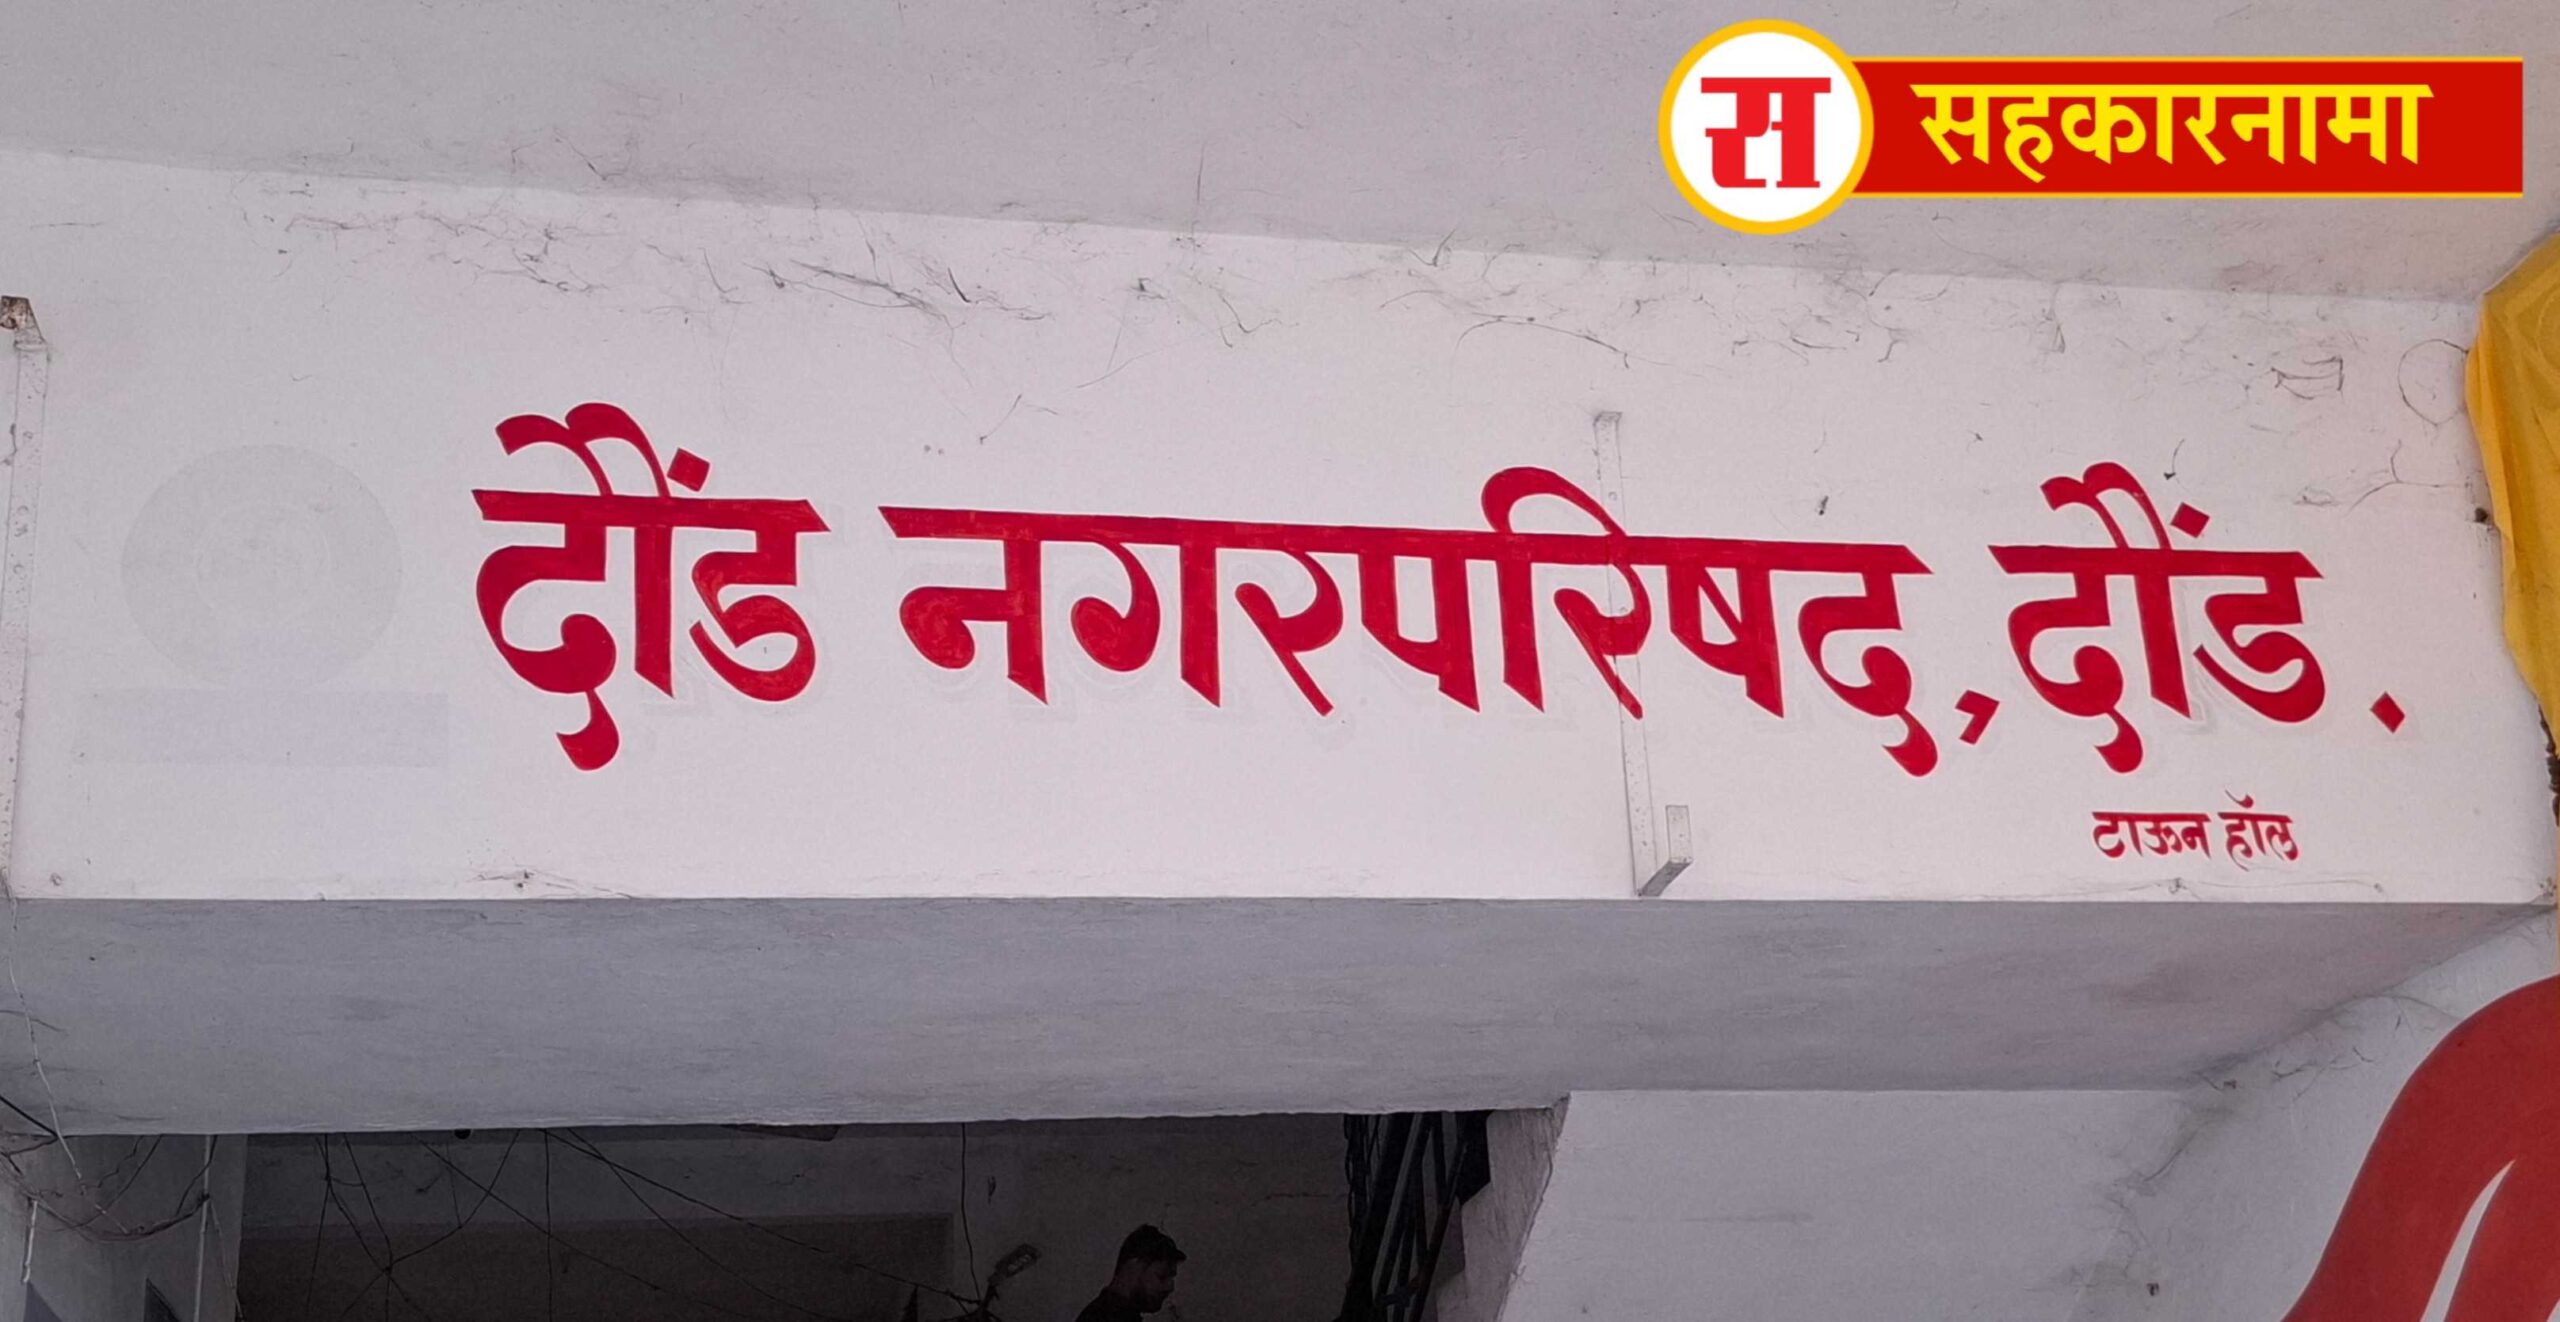 स सहकारनामा
दौंड नगरपरिषद, दौंड.
टाऊन हॉल